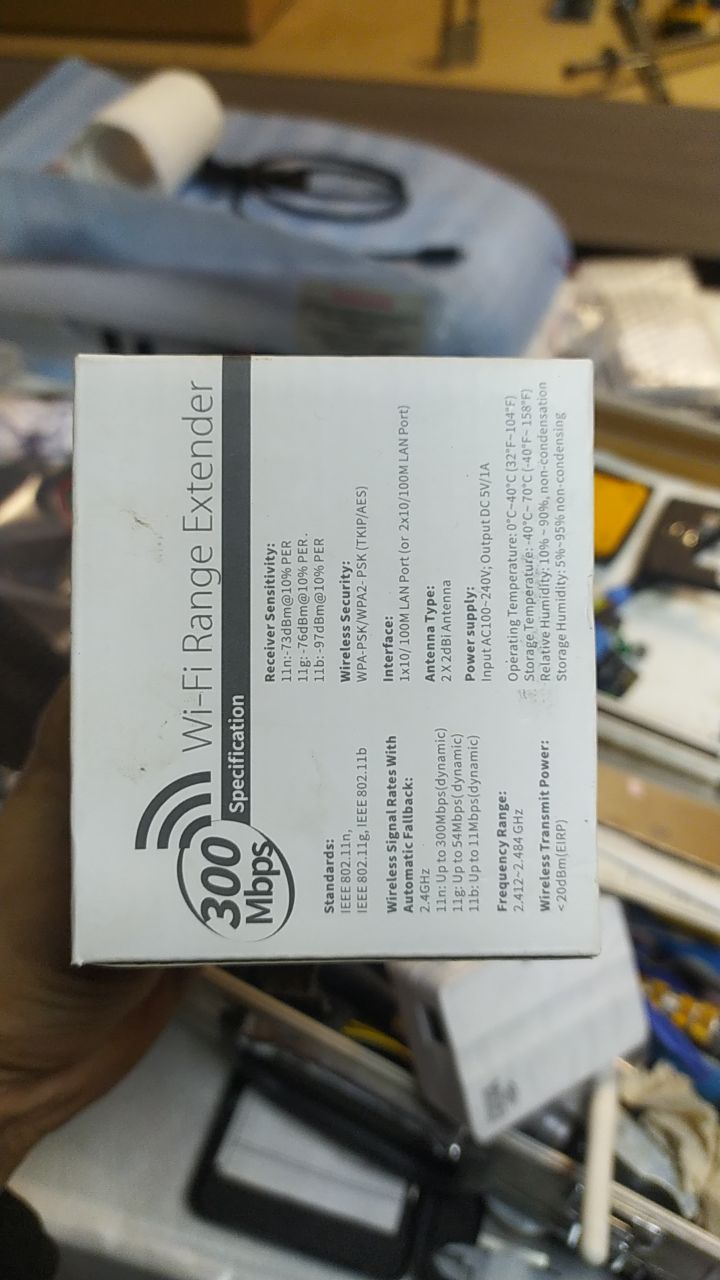 300
Mbps
Wi-Fi Range Extender
Specification
Standards:
IEEE 802.11n,
IEEE 802.11g, IEEE 802.11b
Wireless Signal Rates With
Automatic Fallback:
2.4GHz
11n: Up to 300Mbps(dynamic)
11g: Up to 54Mbps( dynamic)
11b: Up to 11Mbps(dynamic)
Frequency Range:
2.412~2.484 GHz
Wireless Transmit Power:
<20dBm(EIRP)
Receiver Sensitivity:
11n:-73dBm@10% PER
11g: -76dBm@10% PER.
11b: -97dBm@10% PER
Wireless Security:
WPA-PSK/WPA2- PSK (TKIP/AES)
Interface:
1x10/ 100M LAN Port (or 2x10/100M LAN Port)
Antenna Type:
2 X 2dBi Antenna
Power supply:
Input AC100~240V, Output DC 5V/1A
Operating Temperature: 0°C~40°C (32°F~104°F)
Storage Temperature: -40°C~ 70°C (-40°F~ 158°F)
Relative Humidity: 10% ~ 90%, non-condensation
Storage Humidity: 5%~95% non-condensing